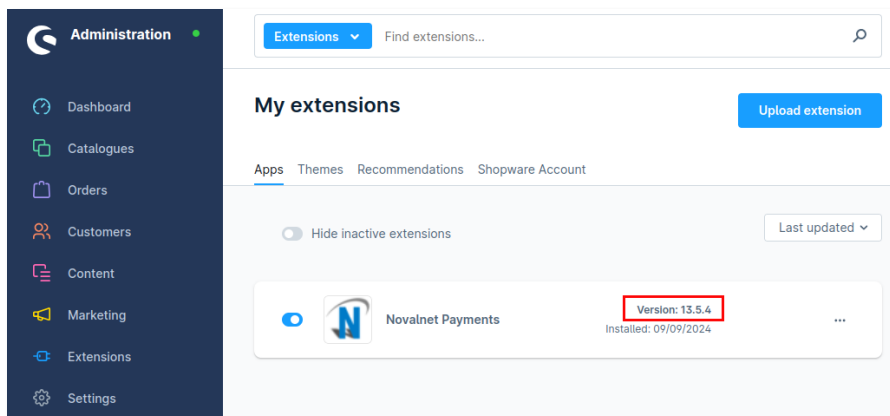 Administration
Dashboard
Catalogues
Orders
Customers
Content
Marketing
Extensions
Settings
Extensions
Find extensions...
My extensions
Upload extension
Apps Themes Recommendations Shopware Account
Hide inactive extensions
Last updated
N
Novalnet Payments
Version: 13.5.4
Installed: 09/09/2024